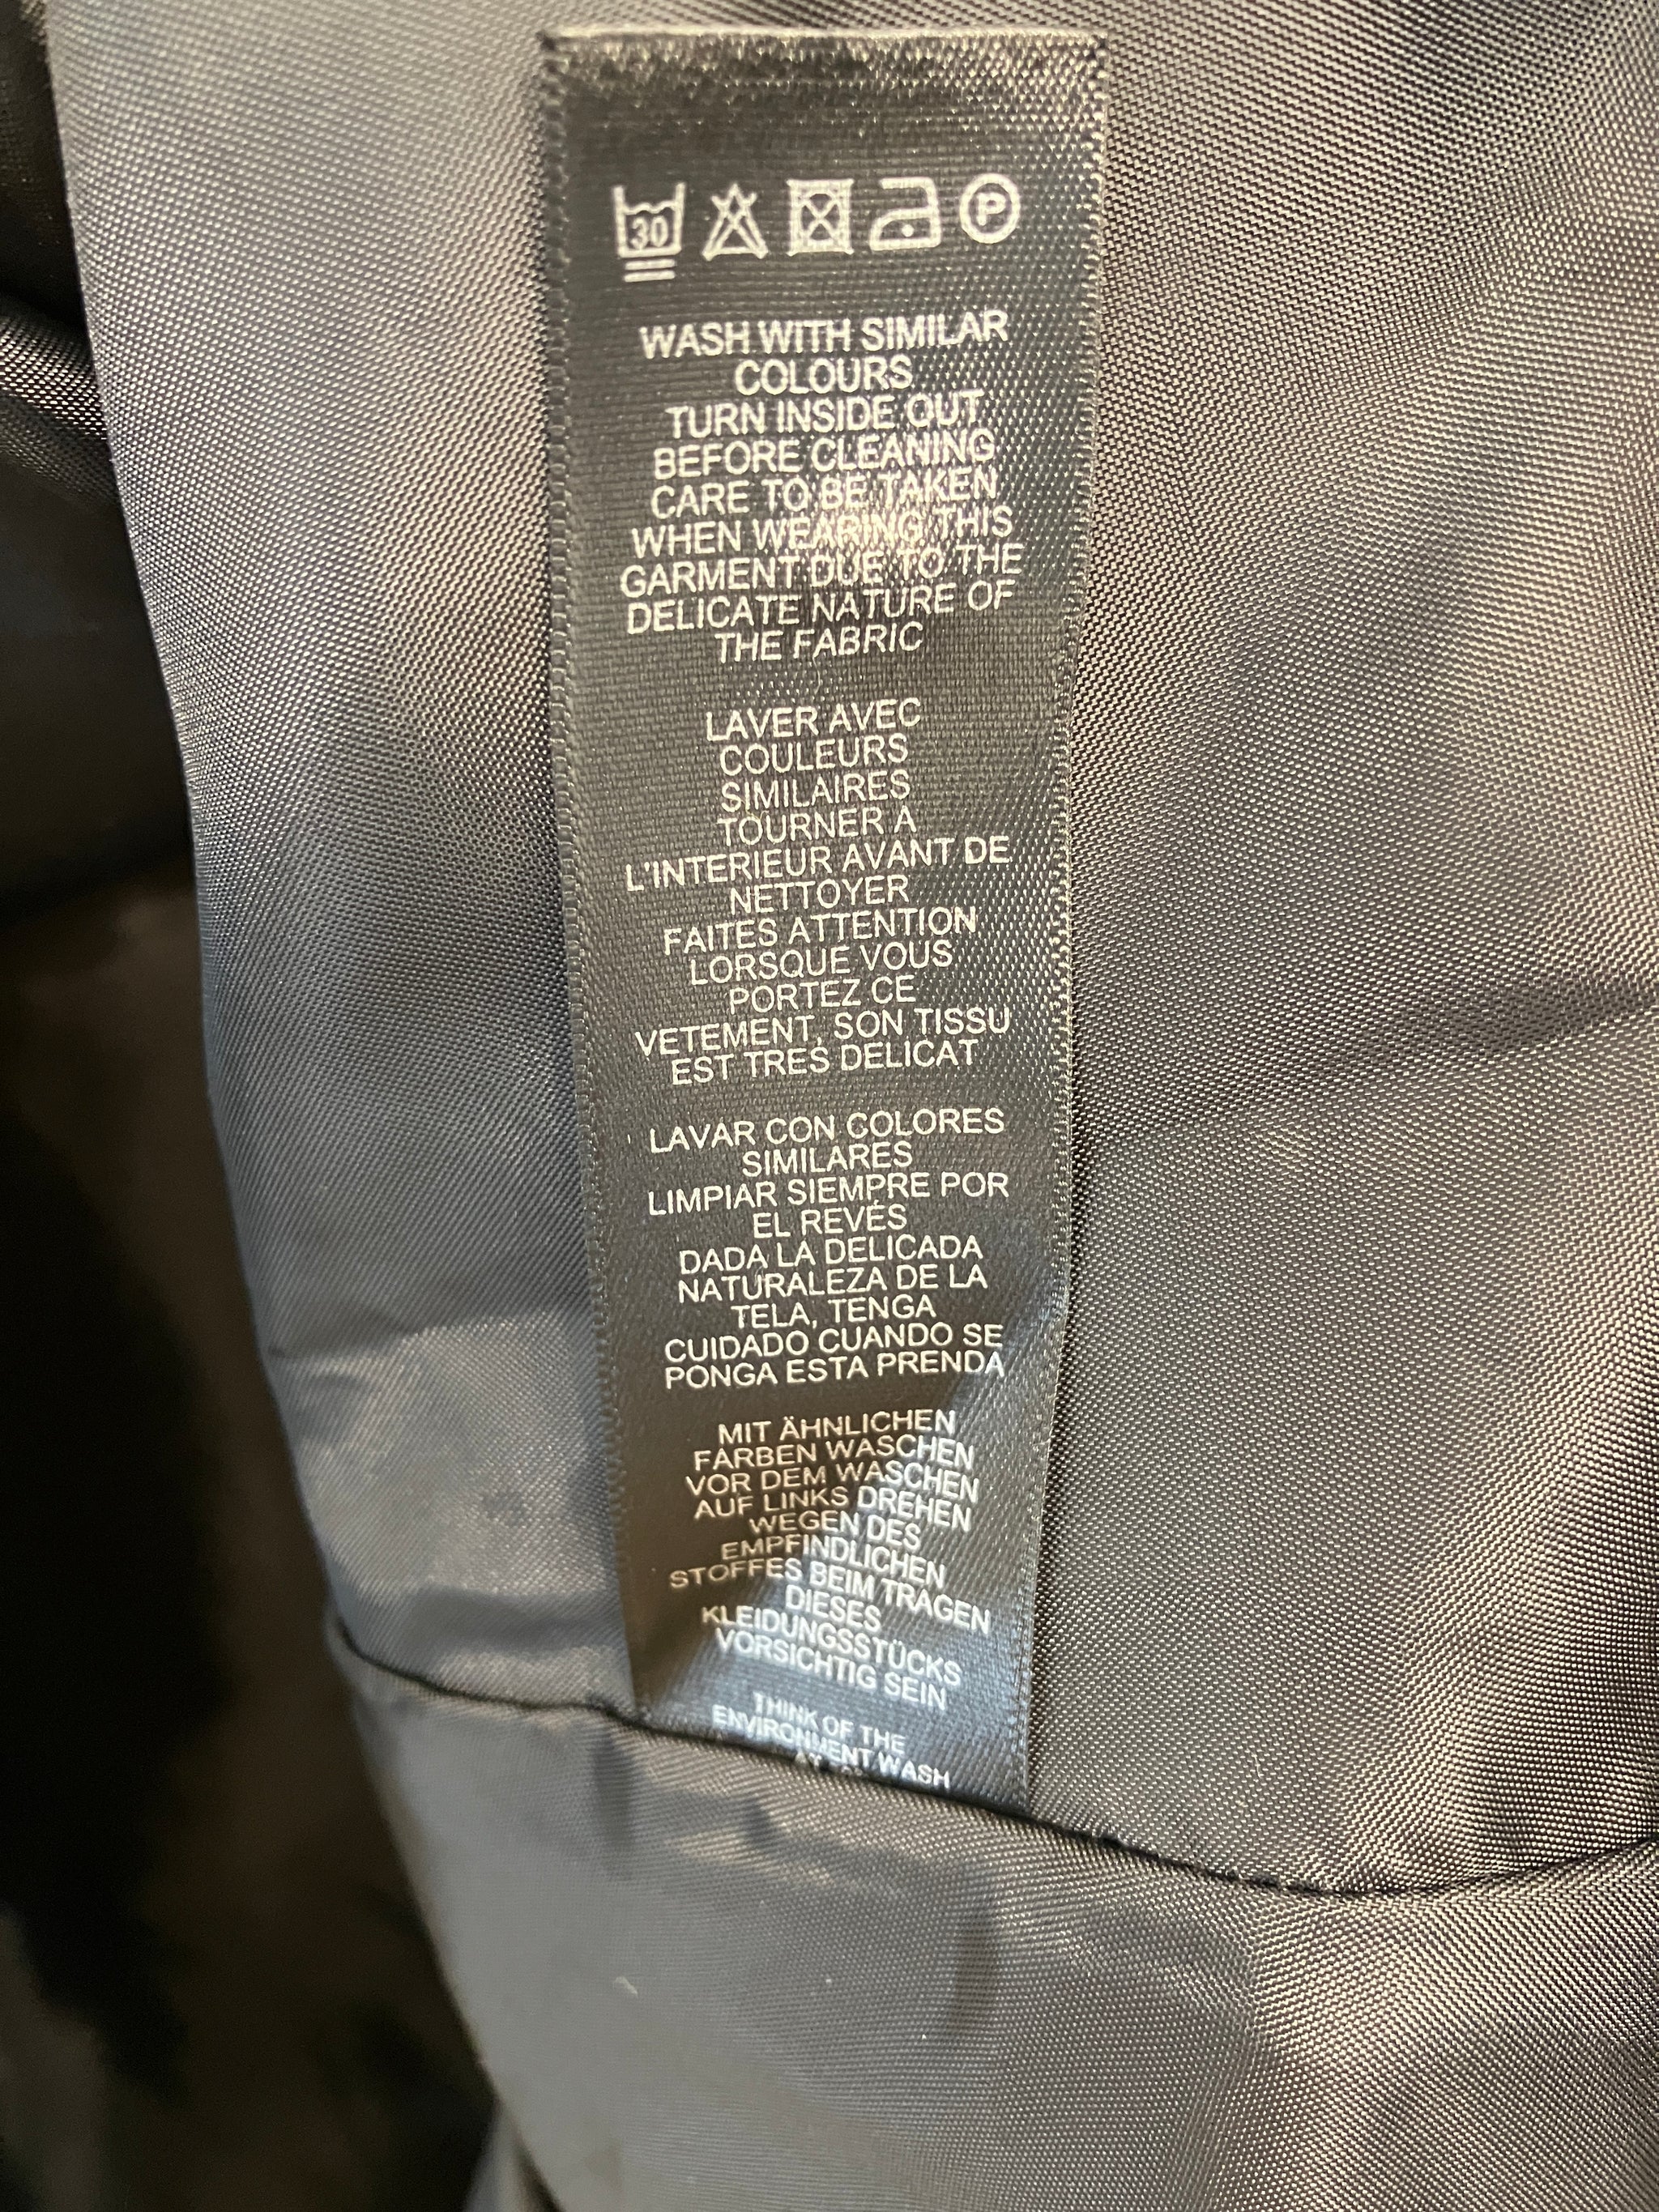 30
P
WASH WITH SIMILAR
COLOURS
TURN INSIDE OUT
BEFORE CLEANING
CARE TO BE TAKEN
WHEN WEARING THIS
GARMENT DUE TO THE
DELICATE NATURE OF
THE FABRIC
LAVER AVEC
COULEURS
SIMILAIRES
TOURNER A
L'INTERIEUR AVANT DE
NETTOYER
FAITES ATTENTION
LORSQUE VOUS
PORTEZ CE
VETEMENT, SON TISSU
EST TRES DELICAT
LAVAR CON COLORES
SIMILARES
LIMPIAR SIEMPRE POR
EL REVÉS
DADA LA DELICADA
NATURALEZA DE LA
TELA, TENGA
CUIDADO CUANDO SE
PONGA ESTA PRENDA
MIT ÄHNLICHEN
FARBEN WASCHEN
VOR DEM WASCHEN
AUF LINKS DREHEN
WEGEN DES
EMPFINDLICHEN
STOFFES BEIM TRAGEN
DIESES
KLEIDUNGSSTÜCKS
VORSICHTIG SEIN
THINK OF THE
ENVIRONMENT WASH